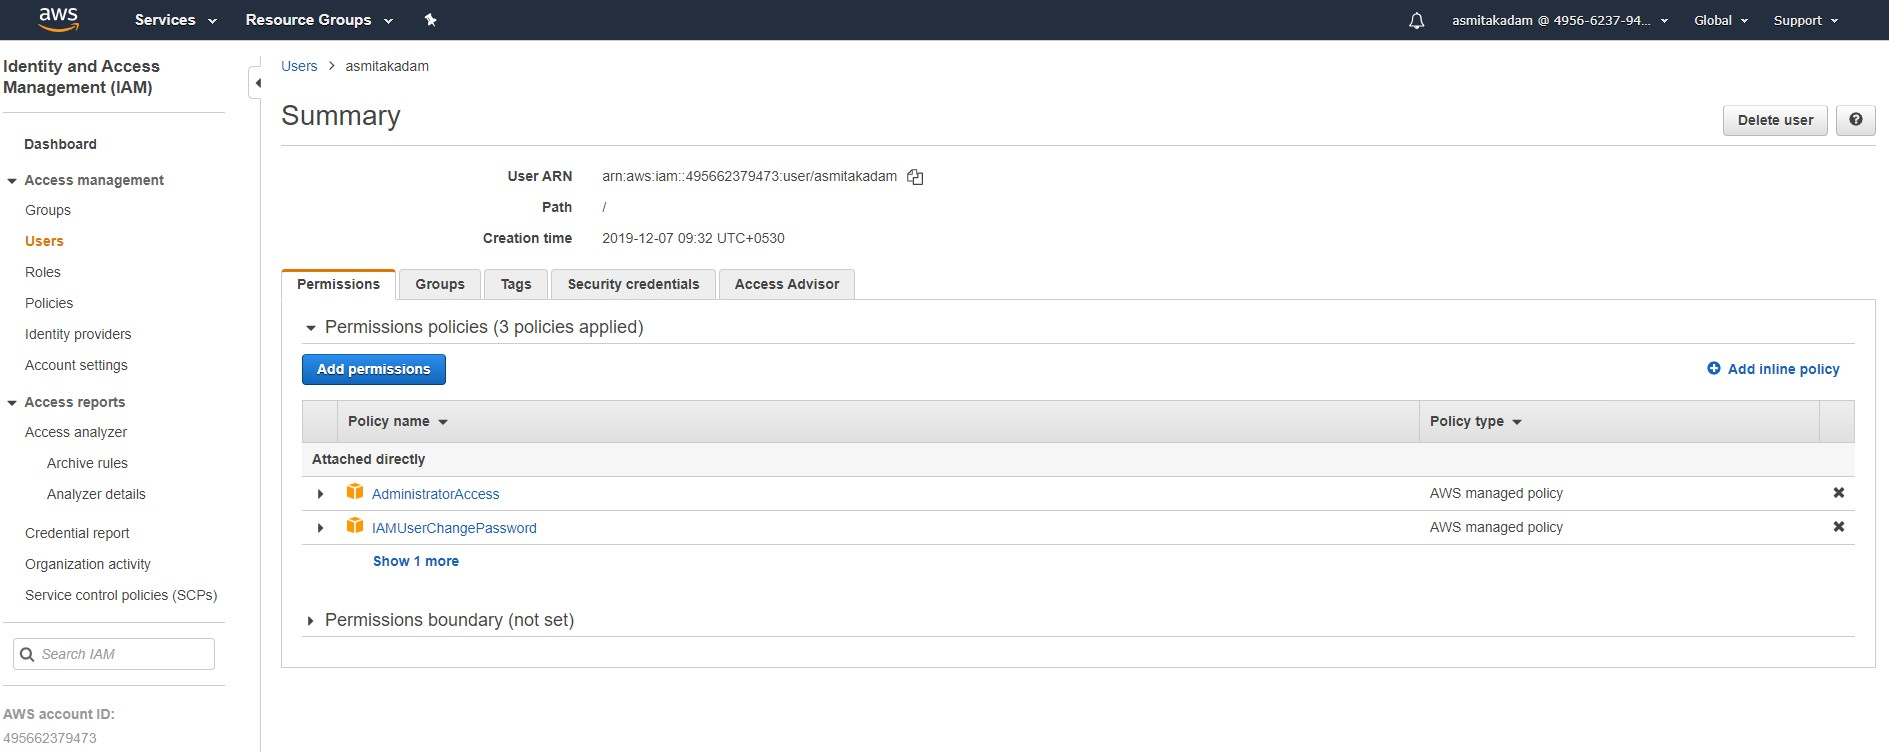 aws
Services
Resource Groups
asmitakadam @ 4956-6237-94...
Global
Support
Identity and Access
Management (IAM)
Dashboard
Access management
Groups
Users
Roles
Policies
Identity providers
Account settings
Access reports
Access analyzer
Archive rules
Analyzer details
Credential report
Organization activity
Service control policies (SCPs)
Search IAM
AWS account ID:
495662379473
Users > asmitakadam
Summary
Delete user
?
User ARN arn:aws:iam::495662379473:user/asmitakadam
Path /
Creation time 2019-12-07 09:32 UTC+0530
Permissions
Groups
Tags
Security credentials
Access Advisor
Permissions policies (3 policies applied)
Add permissions
Add inline policy
Policy name
Policy type
Attached directly
AdministratorAccess AWS managed policy
IAMUserChangePassword AWS managed policy
Show 1 more
Permissions boundary (not set)